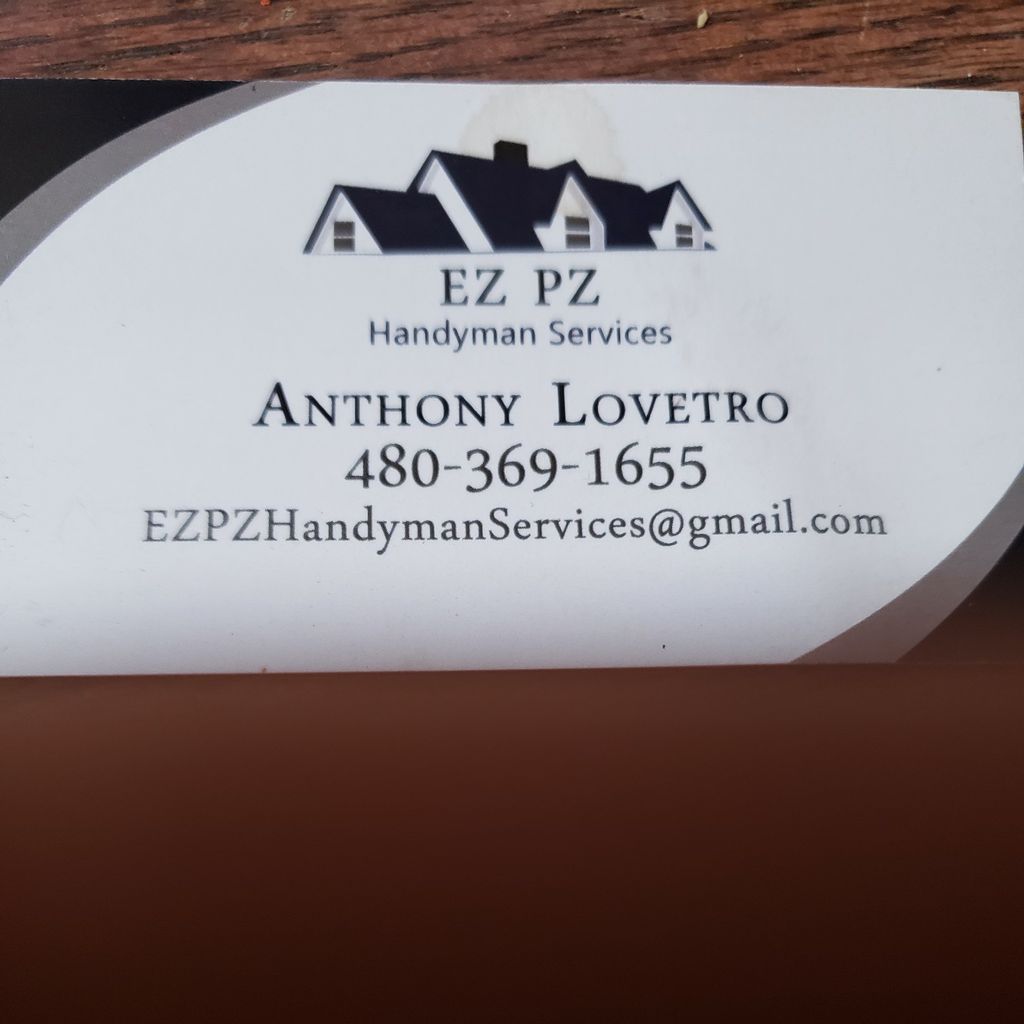 EZ PZ
Handyman Services
ANTHONY LOVETRO
480-369-1655
EZPZHandymanServices@gmail.com